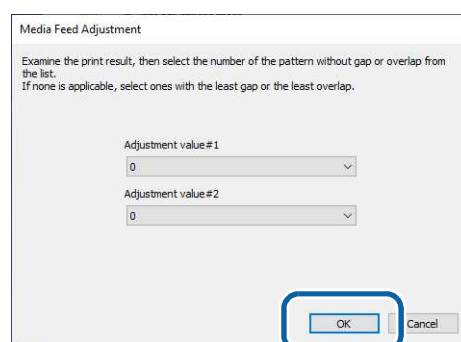 Media Feed Adjustment
Examine the print result, then select the number of the pattern without gap or overlap from
the list.
If none is applicable, select ones with the least gap or the least overlap.
Adjustment value#1
0
Adjustment value#2
0
OK
Cancel